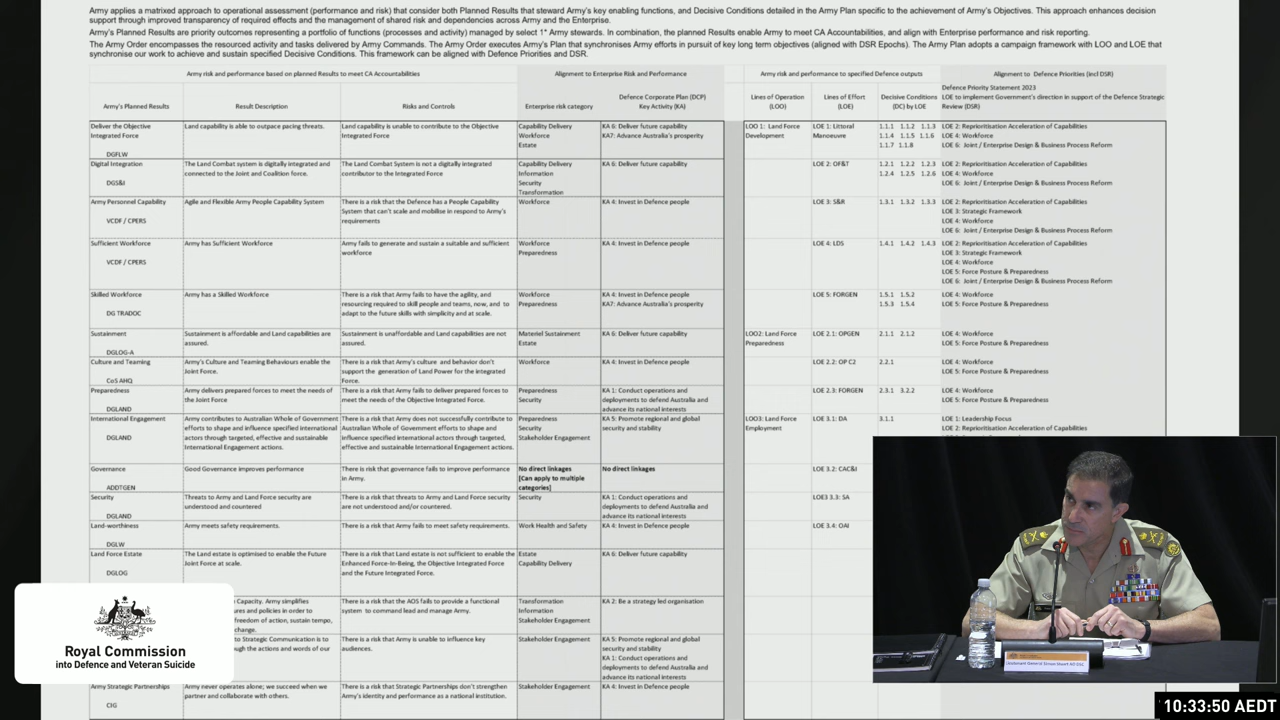 Army applies a matrixed approach to operational assessment (performance and risk) that consider both Planned Results that steward Army's key enabling functions, and Decisive Conditions detailed in the Army Plan specific to the achievement of Army's Objectives. This approach enhances decision
support through improved transparency of required effects and the management of shared risk and dependencies across Army and the Enterprise.
Army's Planned Results are priority outcomes representing a portfolio of functions (processes and activity) managed by select 1* Army stewards. In combination, the planned Results enable Army to meet CA Accountabilities, and align with Enterprise performance and risk reporting.
The Army Order encompasses the resourced activity and tasks delivered by Army Commands. The Army Order executes Army's Plan that synchronises Army efforts in pursuit of key long term objectives (aligned with DSR Epochs). The Army Plan adopts a campaign framework with LOO and LOE that
synchronise our work to achieve and sustain specified Decisive Conditions. This framework can be aligned with Defence Priorities and DSR.
Army risk and performance based on planned Results to meet CA Accountabilities
Alignment to Enterprise Risk and Performance
Army risk and performance to specified Defence outputs
Alignment to Defence Priorities (incl DSR)
Army's Planned Results
Result Description
Risks and Controls
Enterprise risk category
Defence Corporate Plan (DCP)
Key Activity (KA)
Lines of Operation
(LOO)
Lines of Effort
(LOE)
Decisive Conditions
(DC) by LOE
Defence Priority Statement 2023
LOE to implement Government's direction in support of the Defence Strategic
Review (DSR)
Deliver the Objective
Integrated Force
DGFLW
Land capability is able to outpace pacing threats.
Land capability is unable to contribute to the Objective
Integrated Force
Capability Delivery
Workforce
Estate
KA 6: Deliver future capability
KA7: Advance Australia's prosperity
LOO 1: Land Force
Development
LOE 1: Littoral
Manoeuvre
1.1.1 1.1.2 1.1.3
1.1.4 1.1.5 1.1.6
1.1.7 1.1.8
LOE 2: Reprioritisation Acceleration of Capabilities
LOE 4: Workforce
LOE 6: Joint / Enterprise Design & Business Process Reform
Digital Integration
DGS&I
The Land Combat system is digitally integrated and
connected to the Joint and Coalition force.
The Land Combat System is not a digitally integrated
contributor to the Integrated Force
Capability Delivery
Information
Security
Transformation
KA 6: Deliver future capability
LOE 2: OF&T
1.2.1 1.2.2 1.2.3
1.2.4 1.2.5 1.2.6
LOE 2: Reprioritisation Acceleration of Capabilities
LOE 4: Workforce
LOE 6: Joint / Enterprise Design & Business Process Reform
Army Personnel Capability
VCDF / CPERS
Agile and Flexible Army People Capability System
There is a risk that the Defence has a People Capability
System that can't scale and mobilise in respond to Army's
requirements
Workforce
KA 4: Invest in Defence people
LOE 3: S&R
1.3.1 1.3.2 1.3.3
LOE 2: Reprioritisation Acceleration of Capabilities
LOE 3: Strategic Framework
LOE 4: Workforce
LOE 6: Joint / Enterprise Design & Business Process Reform
Sufficient Workforce
VCDF / CPERS
Army has Sufficient Workforce
Army fails to generate and sustain a suitable and sufficient
workforce
Workforce
Preparedness
KA 4: Invest in Defence people
LOE 4: LDS
1.4.1 1.4.2 1.4.3
LOE 2: Reprioritisation Acceleration of Capabilities
LOE 3: Strategic Framework
LOE 4: Workforce
LOE 5: Force Posture & Preparedness
LOE 6: Joint / Enterprise Design & Business Process Reform
Skilled Workforce
DG TRADOC
Army has a Skilled Workforce
There is a risk that Army fails to have the agility, and
resourcing required to skill people and teams, now, and to
adapt to the future skills with simplicity and at scale.
Workforce
Preparedness
KA 4: Invest in Defence people
KA7: Advance Australia's prosperity
LOE 5: FORGEN
1.5.1 1.5.2
1.5.3 1.5.4
LOE 4: Workforce
LOE 5: Force Posture & Preparedness
Sustainment
DGLOG-A
Sustainment is affordable and Land capabilities are
assured.
Sustainment is unaffordable and Land capabilities are not
assured.
Materiel Sustainment
Estate
KA 6: Deliver future capability
LOO2: Land Force
Preparedness
LOE 2.1: OPGEN
2.1.1 2.1.2
LOE 4: Workforce
LOE 5: Force Posture & Preparedness
Culture and Teaming
CoS AHQ
Army's Culture and Teaming Behaviours enable the
Joint Force.
There is a risk that Army's culture and behavior don't
support the generation of Land Power for the integrated
Force.
Workforce
KA 4: Invest in Defence people
LOE 2.2: OP C2
2.2.1
LOE 4: Workforce
LOE 5: Force Posture & Preparedness
Preparedness
DGLAND
Army delivers prepared forces to meet the needs of
the Joint Force
There is a risk that Army fails to deliver prepared forces to
meet the needs of the Objective Integrated Force.
Preparedness
Security
KA 1: Conduct operations and
deployments to defend Australia and
advance its national interests
LOE 2.3: FORGEN
2.3.1 3.2.2
LOE 4: Workforce
LOE 5: Force Posture & Preparedness
International Engagement
DGLAND
Army contributes to Australian Whole of Government
efforts to shape and influence specified international
actors through targeted, effective and sustainable
International Engagement actions.
There is a risk that Army does not successfully contribute to
Australian Whole of Government efforts to shape and
influence specified international actors through targeted,
effective and sustainable International Engagement actions.
Preparedness
Security
Stakeholder Engagement
KA 5: Promote regional and global
security and stability
LOO3: Land Force
Employment
LOE 3.1: DA
3.1.1
LOE 1: Leadership Focus
LOE 2: Reprioritisation Acceleration of Capabilities
Governance
ADDTGEN
Good Governance improves performance
There is risk that governance fails to improve performance
in Army.
No direct linkages
[Can apply to multiple
categories]
No direct linkages
LOE 3.2: CAC&I
Security
DGLAND
Threats to Army and Land Force security are
understood and countered
There is a risk that threats to Army and Land Force security
are not understood and/or countered.
Security
KA 1: Conduct operations and
deployments to defend Australia and
advance its national interests
LOE3 3.3: SA
Land-worthiness
DGLW
Army meets safety requirements.
There is a risk that Army fails to meet safety requirements.
Work Health and Safety
KA 4: Invest in Defence people
LOE 3.4: OAI
Land Force Estate
DGLOG
The Land estate is optimised to enable the Future
Joint Force at scale.
There is a risk that Land estate is not sufficient to enable the
Enhanced Force-In-Being, the Objective Integrated Force
and the Future Integrated Force.
Estate
Capability Delivery
KA 6: Deliver future capability
Capacity. Army simplifies
ures and policies in order to
freedom of action, sustain tempo,
change.
There is a risk that the AOS fails to provide a functional
system to command lead and manage Army.
Transformation
Information
Stakeholder Engagement
KA 2: Be a strategy led organisation
to Strategic Communication is to
ough the actions and words of our
There is a risk that Army is unable to influence key
audiences.
Stakeholder Engagement
KA 5: Promote regional and global
security and stability
KA 1: Conduct operations and
deployments to defend Australia and
advance its national interests
Army Strategic Partnerships
CIG
Army never operates alone; we succeed when we
partner and collaborate with others.
There is a risk that Strategic Partnerships don't strengthen
Army's identity and performance as a national institution.
Stakeholder Engagement
KA 4: Invest in Defence people
Royal Commission
into Defence and Veteran Suicide
Lieutenant General Simon Stuart AO DSC
10:33:50 AEDT